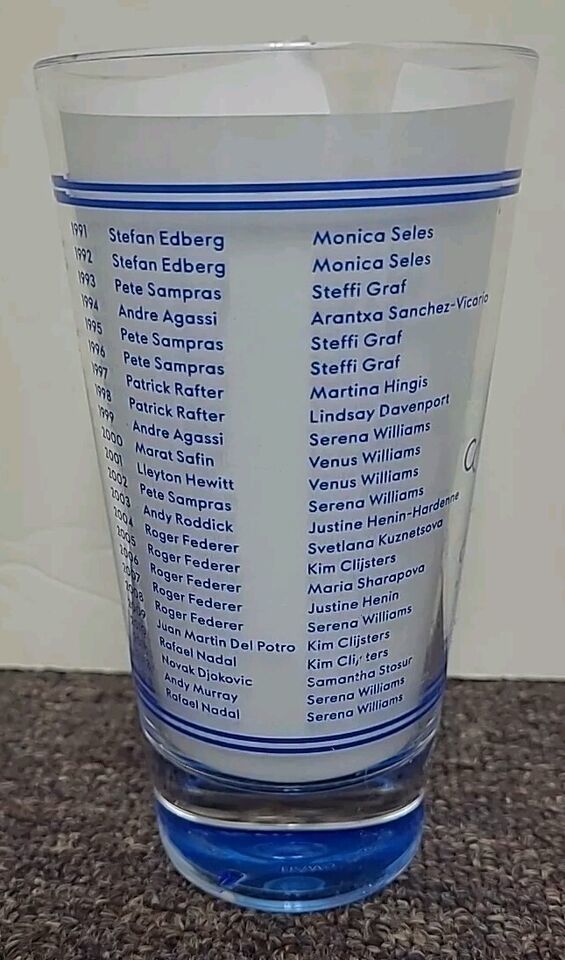 1991 Stefan Edberg Monica Seles
1992 Stefan Edberg Monica Seles
1993 Pete Sampras Steffi Graf
1994 Andre Agassi Arantxa Sanchez-Vicario
1995 Pete Sampras Steffi Graf
1996 Pete Sampras Steffi Graf
1997 Patrick Rafter Martina Hingis
1998 Patrick Rafter Lindsay Davenport
1999 Andre Agassi Serena Williams
2000 Marat Safin Venus Williams
2001 Lleyton Hewitt Venus Williams
2002 Pete Sampras Serena Williams
2003 Andy Roddick Justine Henin-Hardenne
2004 Roger Federer Svetlana Kuznetsova
2005 Roger Federer Kim Clijsters
2006 Roger Federer Maria Sharapova
2007 Roger Federer Justine Henin
2008 Roger Federer Serena Williams
Juan Martin Del Potro Kim Clijsters
Rafael Nadal Kim Clijsters
Novak Djokovic Samantha Stosur
Andy Murray Serena Williams
Rafael Nadal Serena Williams